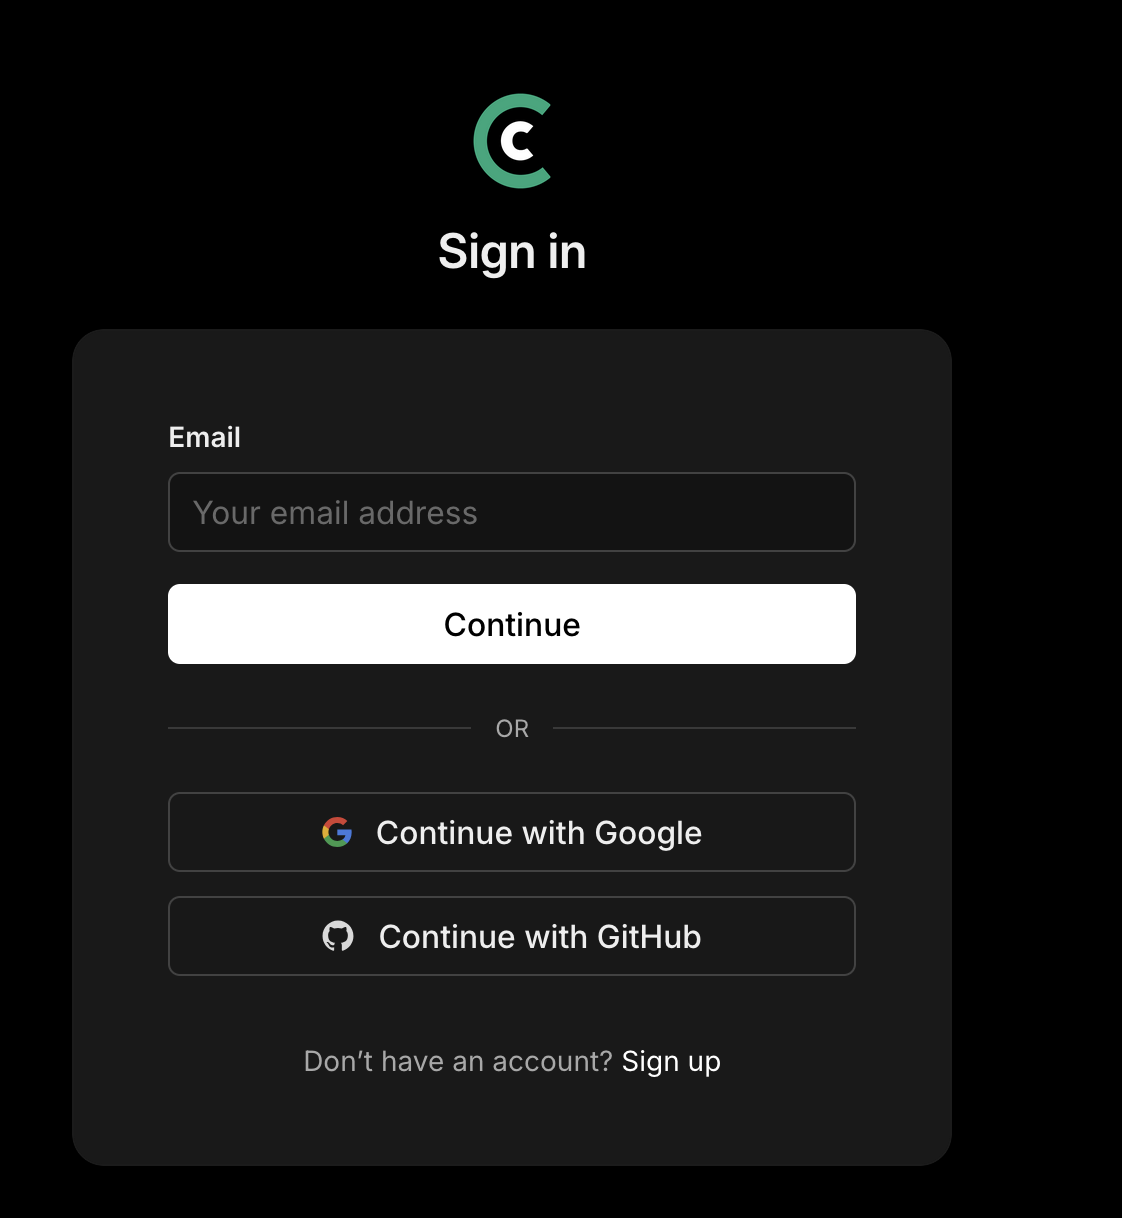 Sign in
Email
Your email address
Continue
OR
Continue with Google
Continue with GitHub
Don’t have an account? Sign up